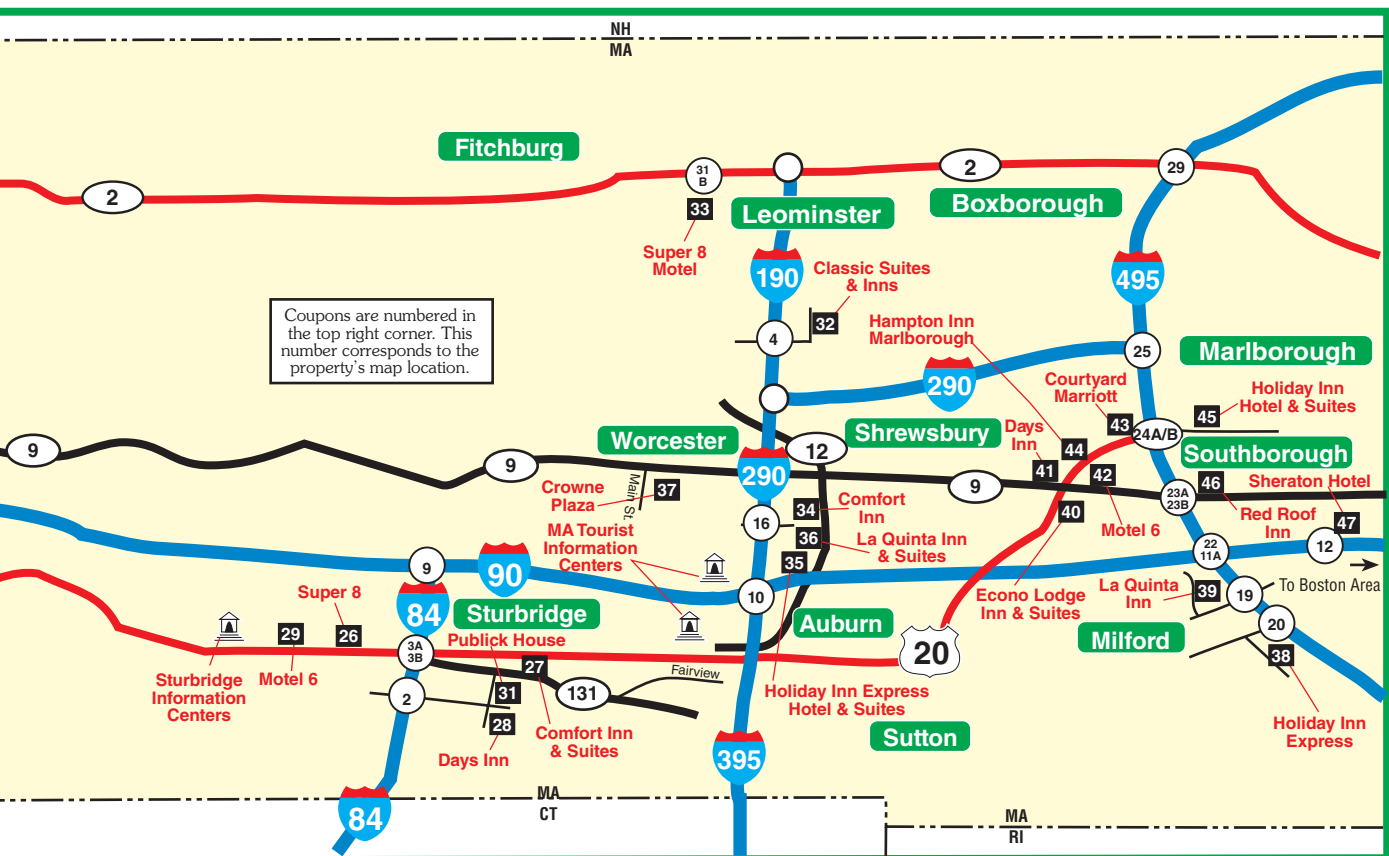 NH
MA
Fitchburg
31
B
2
2
29
33
Leominster
Boxborough
Super 8
Motel
190
Classic Suites
& Inns
495
32
Coupons are numbered in
the top right corner. This
number corresponds to the
property's map location.
Hampton Inn
Marlborough
4
25
Marlborough
290
Courtyard
Marriott
Holiday Inn
Hotel & Suites
45
43
24A/B
Worcester
12
Shrewsbury
Days
Inn
44
Southborough
9
9
290
41
42
9
46
Sheraton Hotel
23A
23B
Crowne
Plaza
37
Main St.
34
Comfort
Inn
40
Motel 6
Red Roof
Inn
47
16
36
La Quinta Inn
& Suites
12
MA Tourist
Information
Centers
35
22
11A
9
90
To Boston Area
10
Econo Lodge
Inn & Suites
La Quinta
Inn
39
19
Super 8
84
Sturbridge
Auburn
Milford
20
29
26
Publick House
3A
3B
20
38
27
Sturbridge
Information
Centers
Motel 6
Fairview
31
131
2
28
Holiday Inn Express
Hotel & Suites
Days Inn
Comfort Inn
& Suites
Sutton
Holiday Inn
Express
395
MA
CT
84
MA
RI